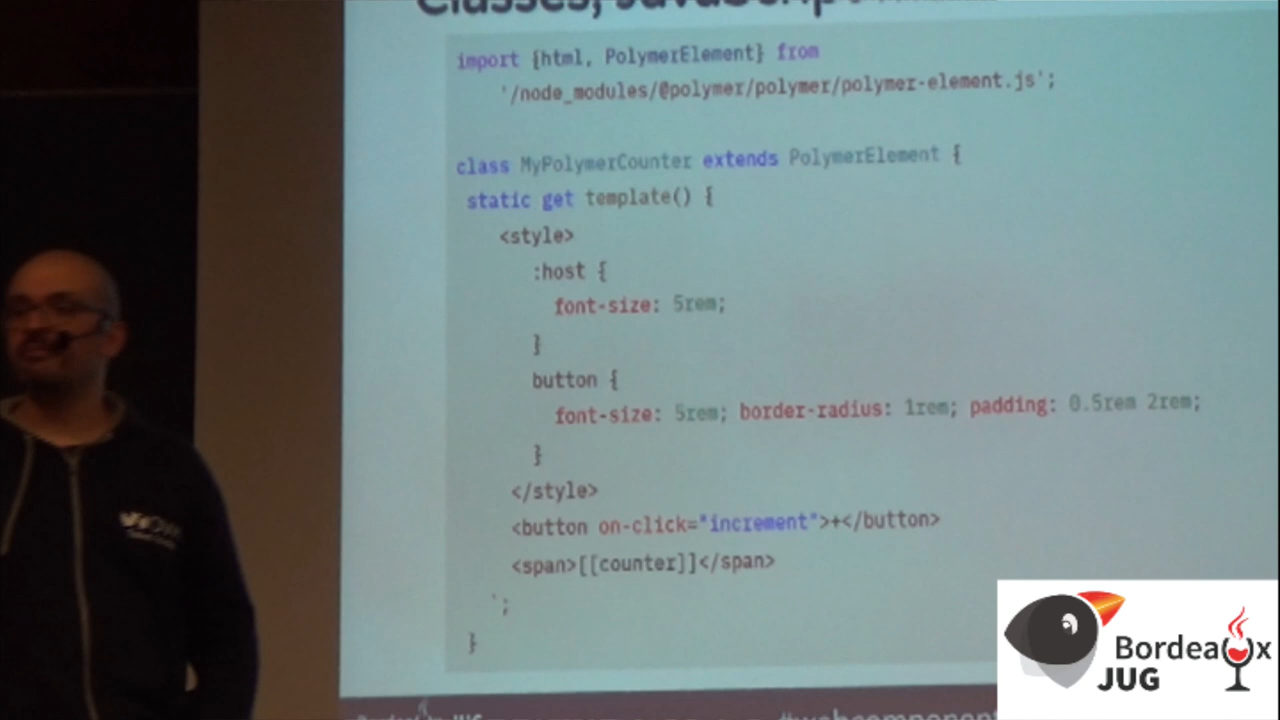 Classes, JavaScript
import {html, PolymerElement} from
'/node_modules/@polymer/polymer/polymer-element.js';
class MyPolymerCounter extends PolymerElement {
static get template() {
<style>
:host {
font-size: 5rem;
}
button {
font-size: 5rem; border-radius: 1rem; padding: 0.5rem 2rem;
}
</style>
<button on-click="increment">+</button>
<span>[[counter]]</span>
`;
}
Bordeaux
JUG